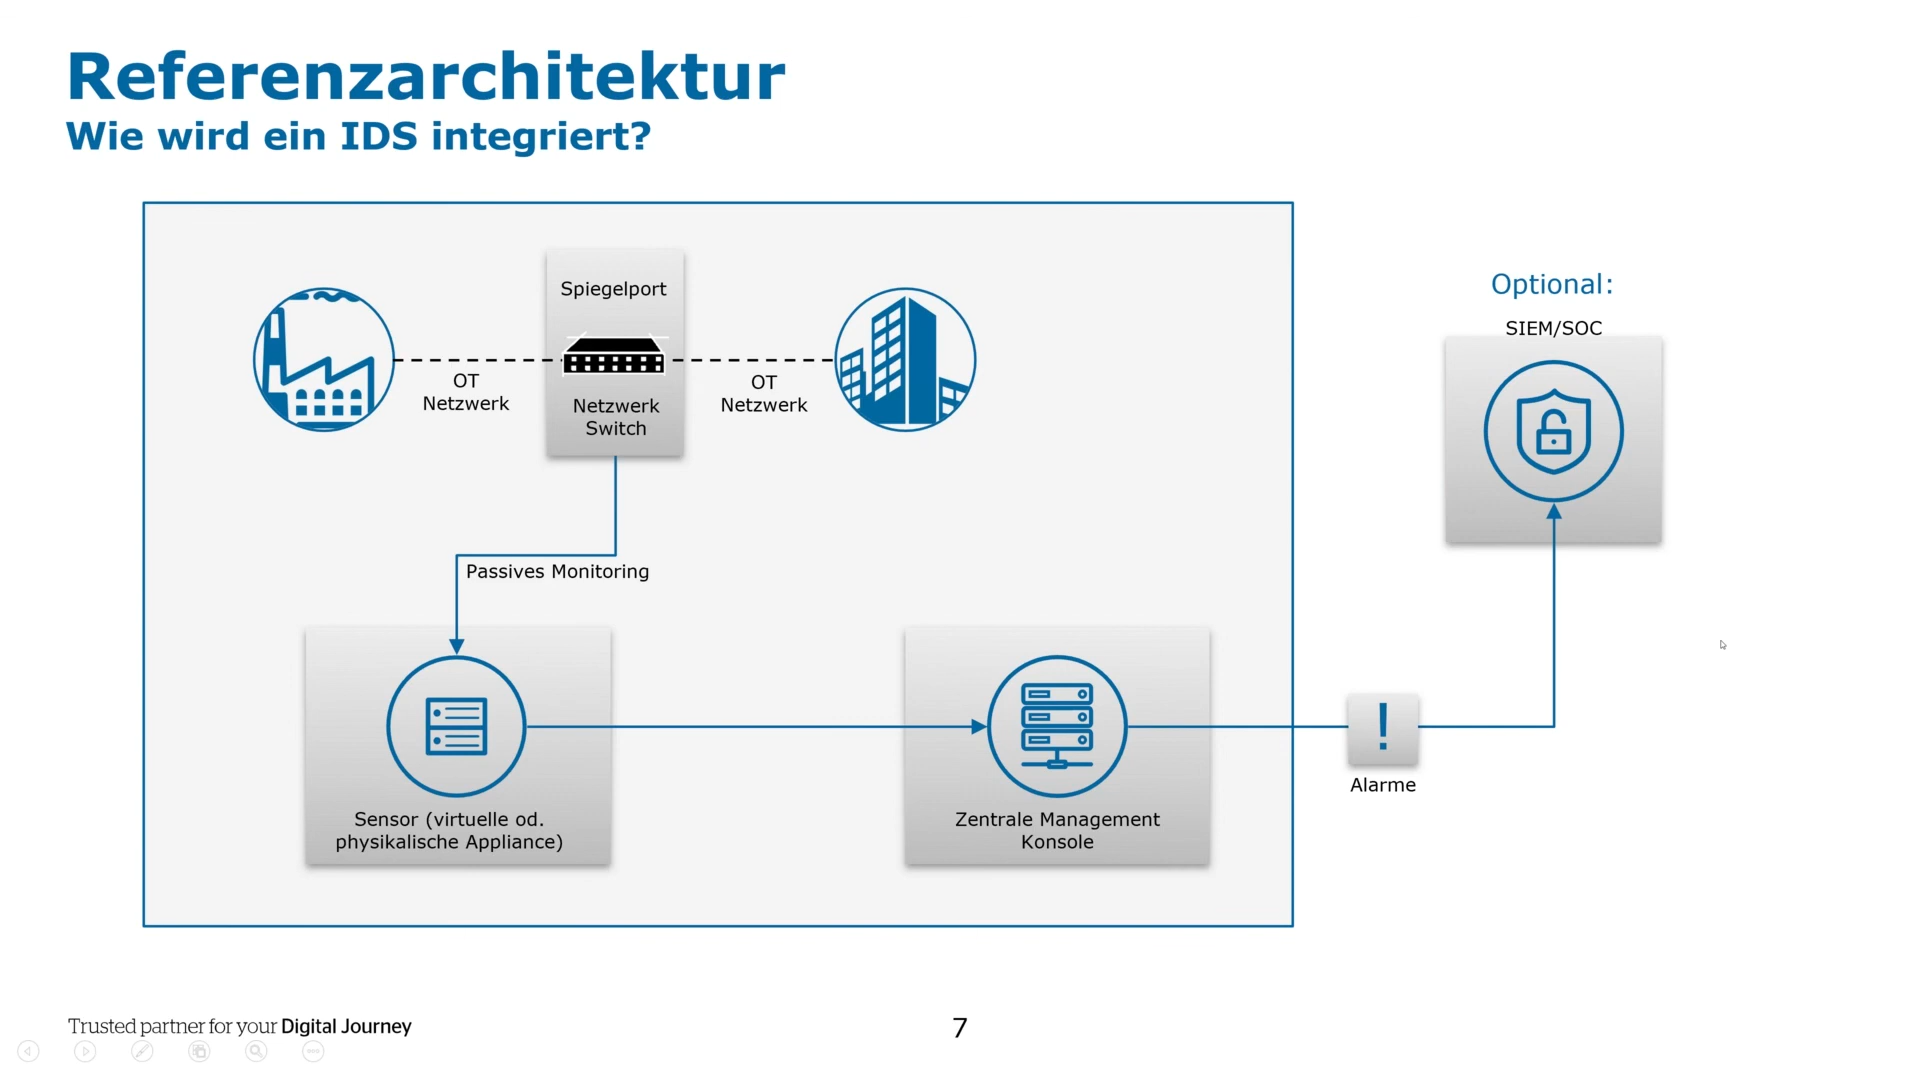 Referenzarchitektur
Wie wird ein IDS integriert?
Spiegelport
OT
Netzwerk
Netzwerk
Switch
OT
Netzwerk
Optional:
SIEM/SOC
Passives Monitoring
Sensor (virtuelle od.
physikalische Appliance)
Zentrale Management
Konsole
!
Alarme
Trusted partner for your Digital Journey
7